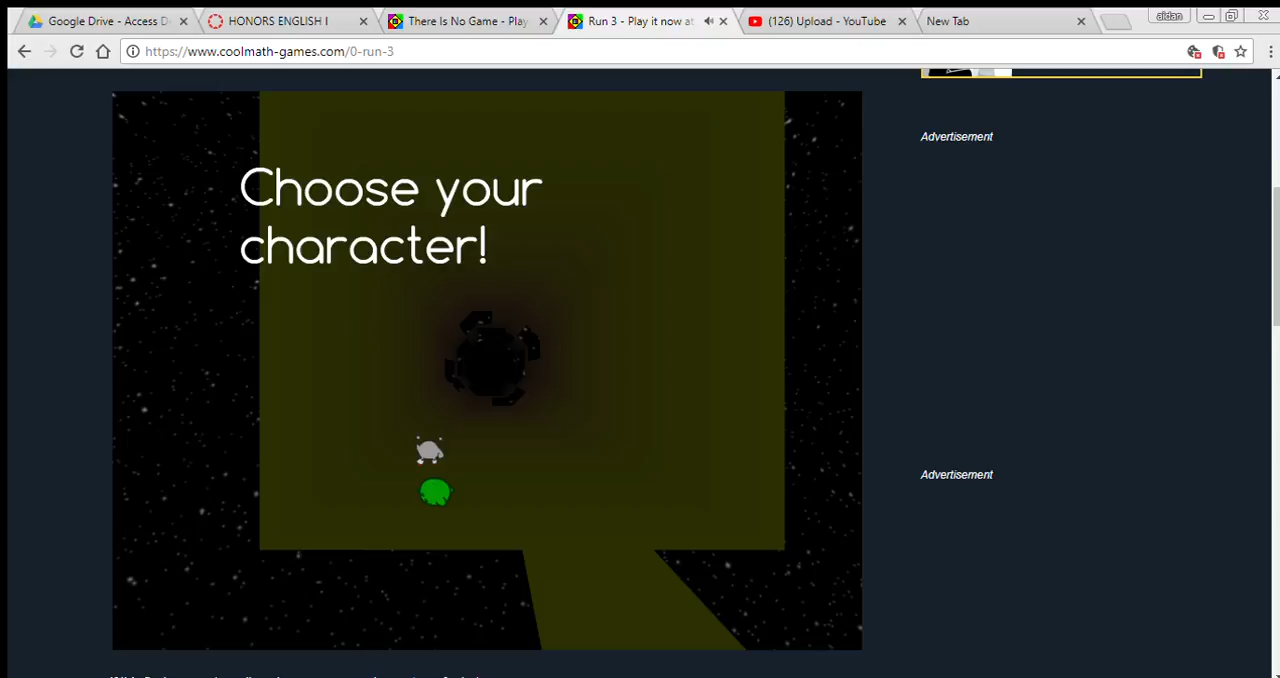 Google Drive - Access D
HONORS ENGLISH I
There Is No Game - Play
Run 3 - Play it now at
(126) Upload - YouTube
New Tab
aidan
https://www.coolmath-games.com/0-run-3
Advertisement
Choose your
character!
Advertisement